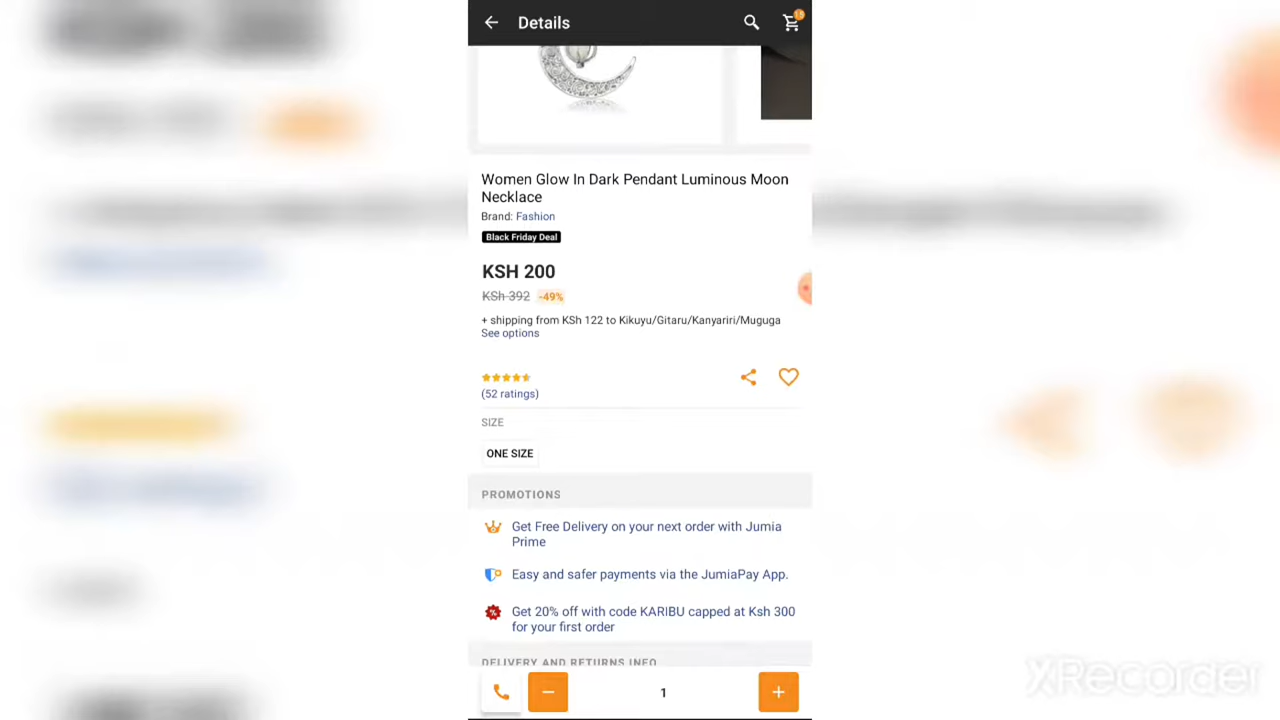 Details
Women Glow In Dark Pendant Luminous Moon
Necklace
Brand: Fashion
Black Friday Deal
KSH 200
KSh 392 -49%
+ shipping from KSh 122 to Kikuyu/Gitaru/Kanyariri/Muguga
See options
(52 ratings)
SIZE
ONE SIZE
PROMOTIONS
Get Free Delivery on your next order with Jumia
Prime
Easy and safer payments via the JumiaPay App.
Get 20% off with code KARIBU capped at Ksh 300
for your first order
DELIVERY AND RETURNS INFO
1
XRecorder